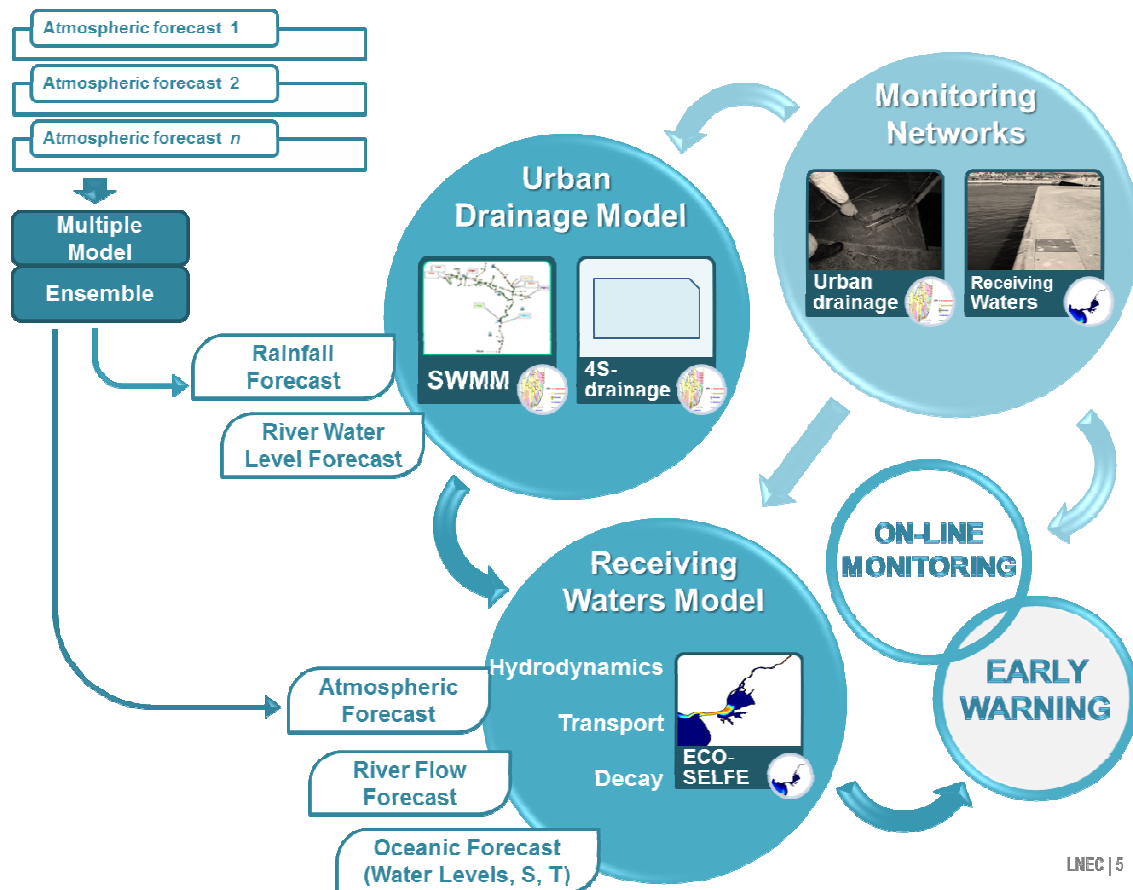 Atmospheric forecast 1
Atmospheric forecast 2
Atmospheric forecast n
Multiple
Model
Ensemble
Rainfall
Forecast
River Water
Level Forecast
Urban
Drainage Model
SWMM
4S-
drainage
Monitoring
Networks
Urban
drainage
Receiving
Waters
Receiving
Waters Model
Hydrodynamics
Transport
Decay
ECO-
SELFE
Atmospheric
Forecast
River Flow
Forecast
Oceanic Forecast
(Water Levels, S, T)
ON-LINE
MONITORING
EARLY
WARNING
LNEC | 5